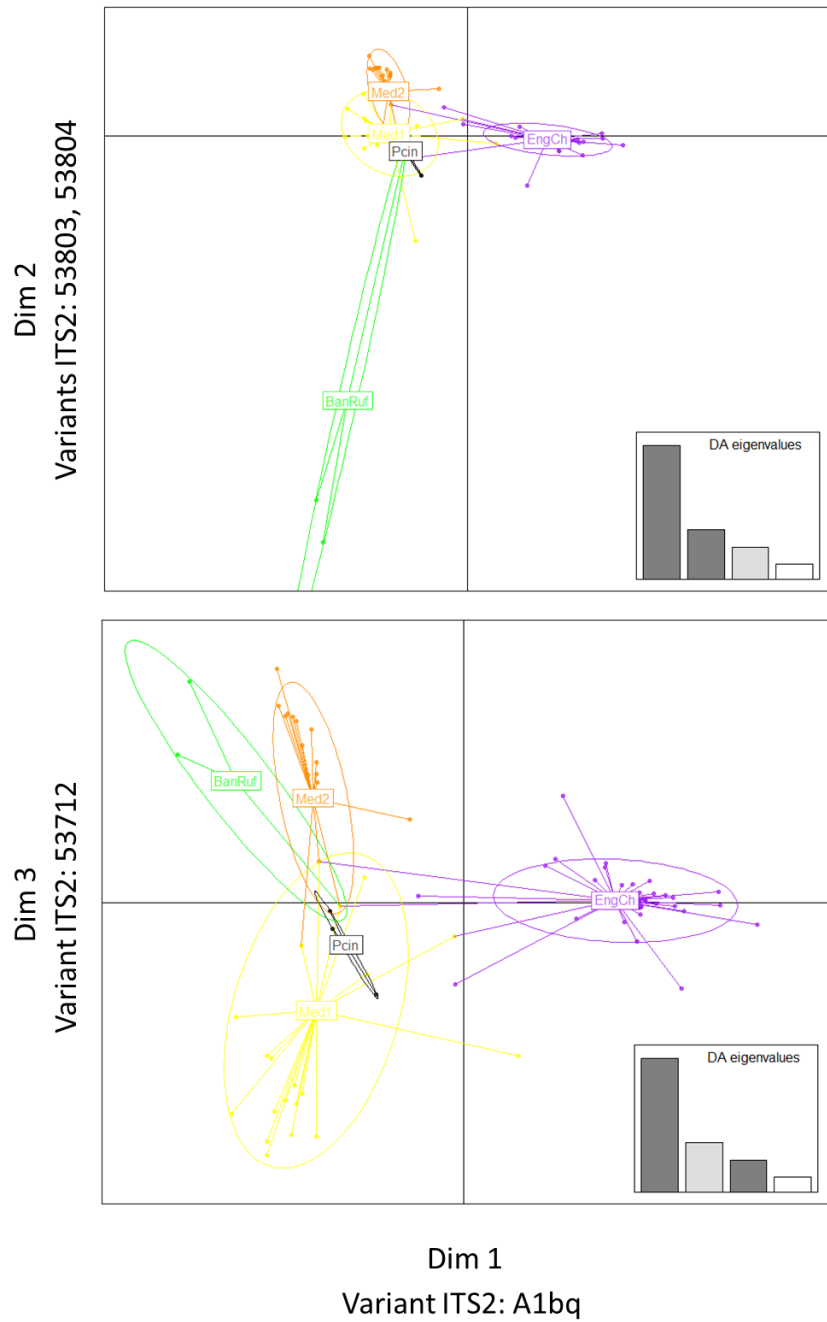 Dim 2
Variants ITS2: 53803, 53804
Med2
Med1
Pcin
EngCh
BanRuf
DA eigenvalues
Dim 3
Variant ITS2: 53712
BanRuf
Med2
EngCh
Pcin
Med1
DA eigenvalues
Dim 1
Variant ITS2: A1bq